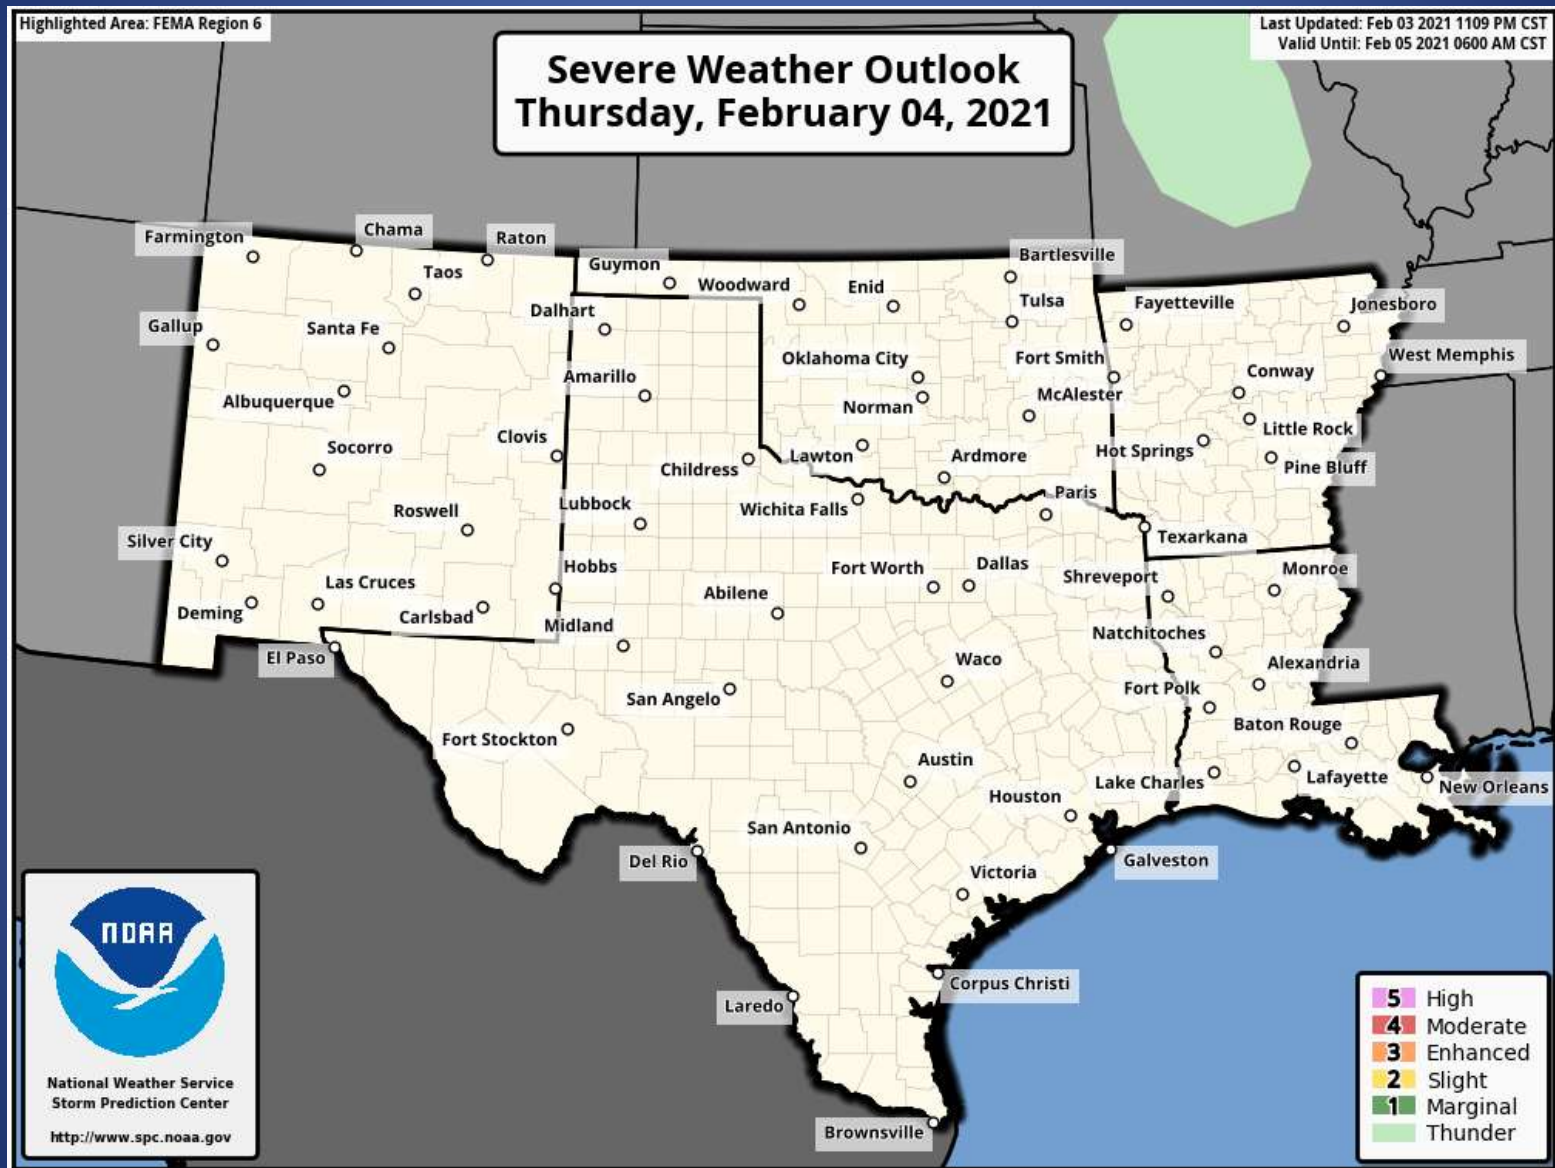 Highlighted Area: FEMA Region 6
Last Updated: Feb 03 2021 1109 PM CST
Valid Until: Feb 05 2021 0600 AM CST
Severe Weather Outlook
Thursday, February 04, 2021
Farmington
Chama
Raton
Taos
Guymon
Woodward
Enid
Bartlesville
Tulsa
Fayetteville
Jonesboro
Gallup
Santa Fe
Dalhart
Oklahoma City
Fort Smith
West Memphis
Conway
Albuquerque
Amarillo
Norman
McAlester
Little Rock
Socorro
Clovis
Childress
Lawton
Ardmore
Hot Springs
Pine Bluff
Roswell
Lubbock
Wichita Falls
Paris
Texarkana
Silver City
Las Cruces
Hobbs
Fort Worth
Dallas
Shreveport
Monroe
Deming
Carlsbad
Midland
Abilene
Natchitoches
El Paso
San Angelo
Waco
Fort Polk
Alexandria
Fort Stockton
Austin
Baton Rouge
Houston
Lake Charles
Lafayette
New Orleans
San Antonio
Del Rio
Galveston
Victoria
Corpus Christi
Laredo
Brownsville
NOAA
National Weather Service
Storm Prediction Center
http://www.spc.noaa.gov
5 High
4 Moderate
3 Enhanced
2 Slight
1 Marginal
Thunder